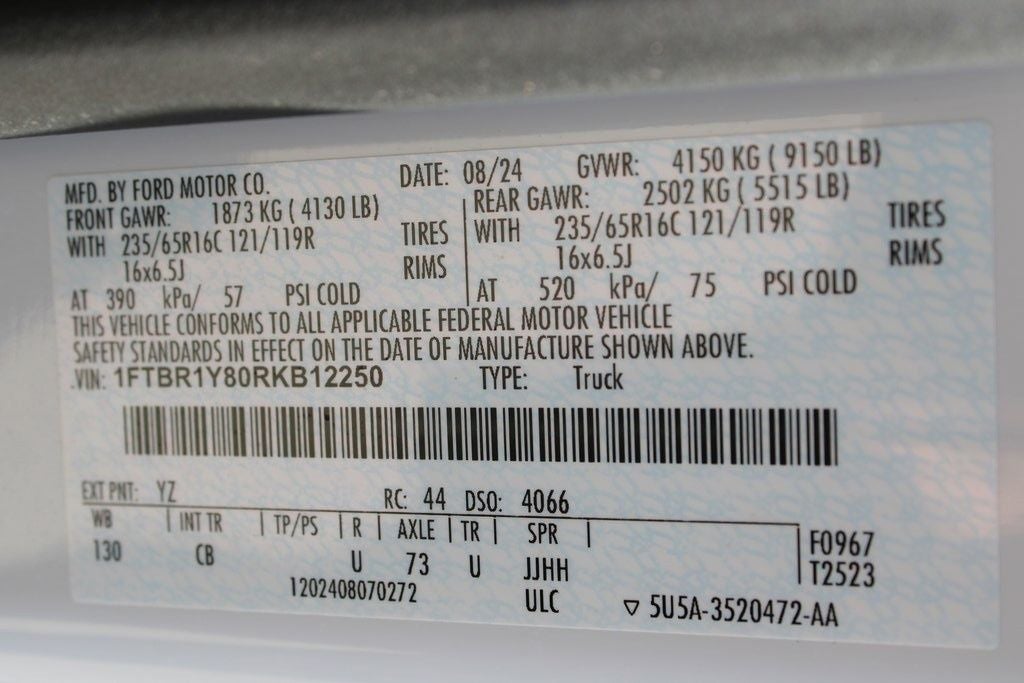 MFD. BY FORD MOTOR CO. DATE: 08/24 GVWR: 4150 KG ( 9150 LB)
FRONT GAWR: 1873 KG ( 4130 LB) REAR GAWR: 2502 KG ( 5515 LB)
WITH 235/65R16C 121/119R TIRES WITH 235/65R16C 121/119R TIRES
16x6.5J RIMS 16x6.5J RIMS
AT 390 kPa/ 57 PSI COLD AT 520 kPa/ 75 PSI COLD
THIS VEHICLE CONFORMS TO ALL APPLICABLE FEDERAL MOTOR VEHICLE
SAFETY STANDARDS IN EFFECT ON THE DATE OF MANUFACTURE SHOWN ABOVE.
VIN: 1FTBR1Y80RKB12250 TYPE: Truck
EXT PNT: YZ RC: 44 DSO: 4066
WB INT TR TP/PS R AXLE TR SPR F0967
130 CB U 73 U JJHH T2523
1202408070272 ULC ▽ 5U5A-3520472-AA